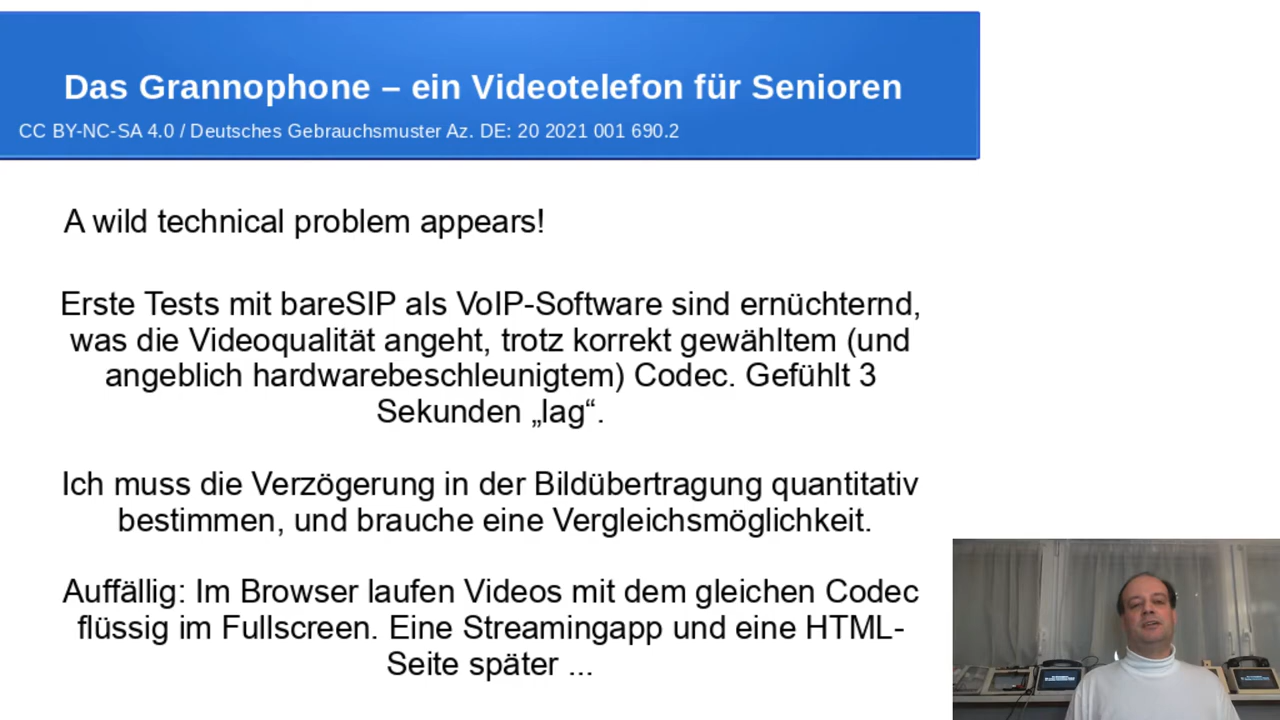 Das Grannophone – ein Videotelefon für Senioren
CC BY-NC-SA 4.0 / Deutsches Gebrauchsmuster Az. DE: 20 2021 001 690.2
A wild technical problem appears!
Erste Tests mit bareSIP als VoIP-Software sind ernüchternd,
was die Videoqualität angeht, trotz korrekt gewähltem (und
angeblich hardwarebeschleunigtem) Codec. Gefühlt 3
Sekunden „lag“.
Ich muss die Verzögerung in der Bildübertragung quantitativ
bestimmen, und brauche eine Vergleichsmöglichkeit.
Auffällig: Im Browser laufen Videos mit dem gleichen Codec
flüssig im Fullscreen. Eine Streamingapp und eine HTML-
Seite später ...